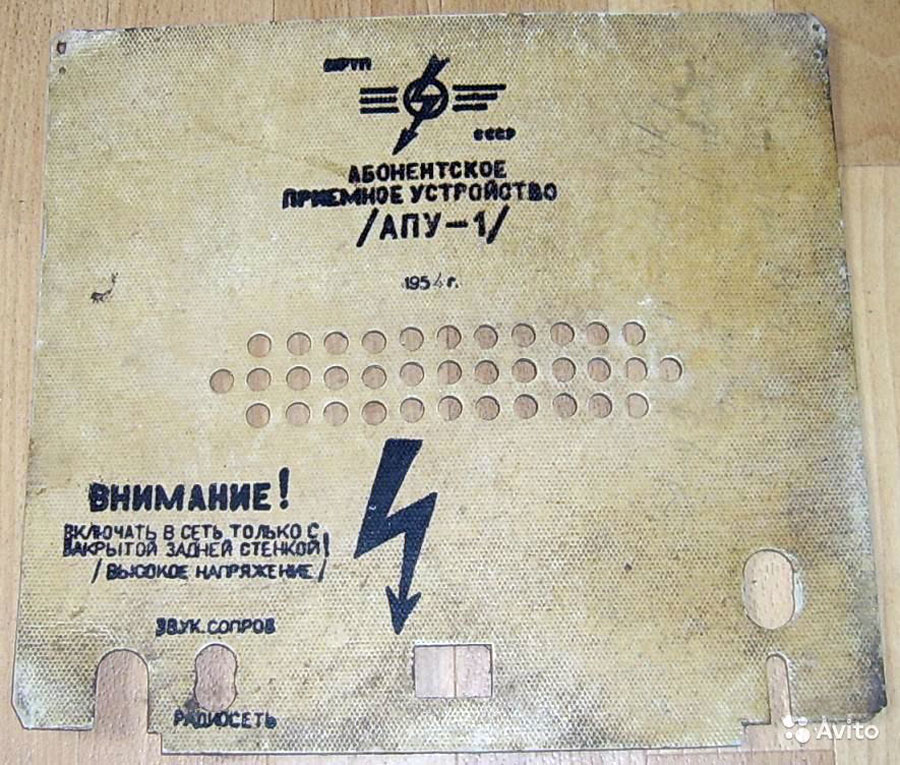 МРТП
СССР
АБОНЕНТСКОЕ
ПРИЕМНОЕ УСТРОЙСТВО
/АПУ-1/
1954 г.
ВНИМАНИЕ!
ВКЛЮЧАТЬ В СЕТЬ ТОЛЬКО С
ЗАКРЫТОЙ ЗАДНЕЙ СТЕНКОЙ!
/ВЫСОКОЕ НАПРЯЖЕНИЕ/
ЗВУК.СОПРОВ
РАДИОСЕТЬ
Avito